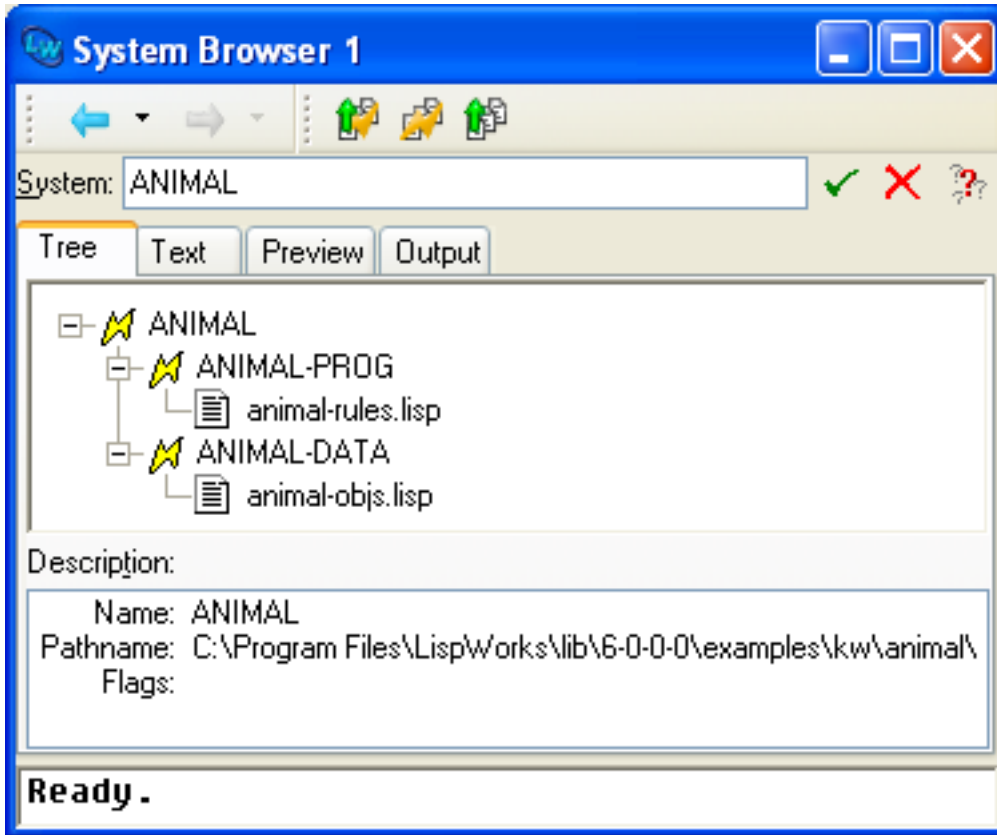 LW System Browser 1
System: ANIMAL
Tree Text Preview Output
ANIMAL
ANIMAL-PROG
animal-rules.lisp
ANIMAL-DATA
animal-objs.lisp
Description:
Name: ANIMAL
Pathname: C:\Program Files\LispWorks\lib\6-0-0-0\examples\kw\animal\
Flags:
Ready.